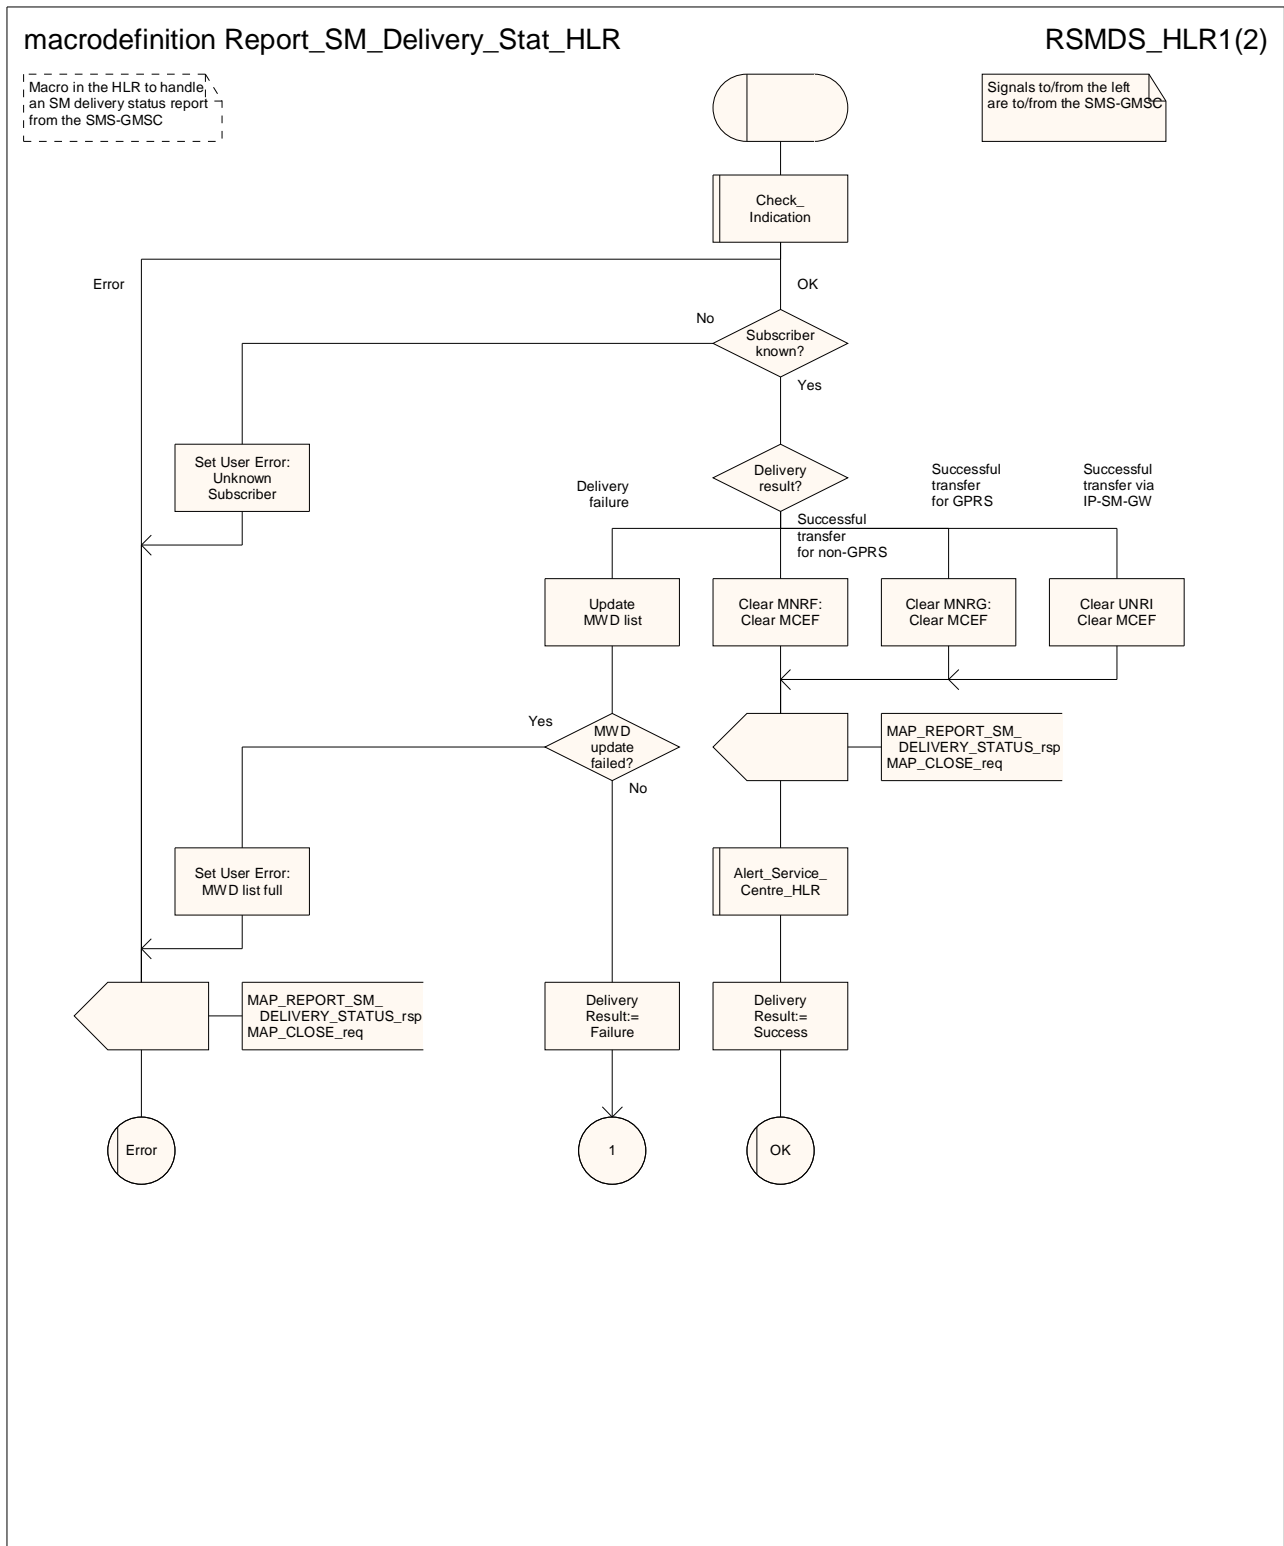 macrodefinition Report_SM_Delivery_Stat_HLR
RSMDS_HLR1(2)
Macro in the HLR to handle
an SM delivery status report
from the SMS-GMSC
Signals to/from the left
are to/from the SMS-GMSC
Check_
Indication
Error
OK
No
Subscriber
known?
Yes
Set User Error:
Unknown
Subscriber
Delivery
result?
Delivery
failure
Successful
transfer
for non-GPRS
Successful
transfer
for GPRS
Successful
transfer via
IP-SM-GW
Update
MWD list
Clear MNRF:
Clear MCEF
Clear MNRG:
Clear MCEF
Clear UNRI
Clear MCEF
Yes
MWD
update
failed?
No
MAP_REPORT_SM_
DELIVERY_STATUS_rsp
MAP_CLOSE_req
Set User Error:
MWD list full
Alert_Service_
Centre_HLR
MAP_REPORT_SM_
DELIVERY_STATUS_rsp
MAP_CLOSE_req
Delivery
Result:=
Failure
Delivery
Result:=
Success
Error
1
OK